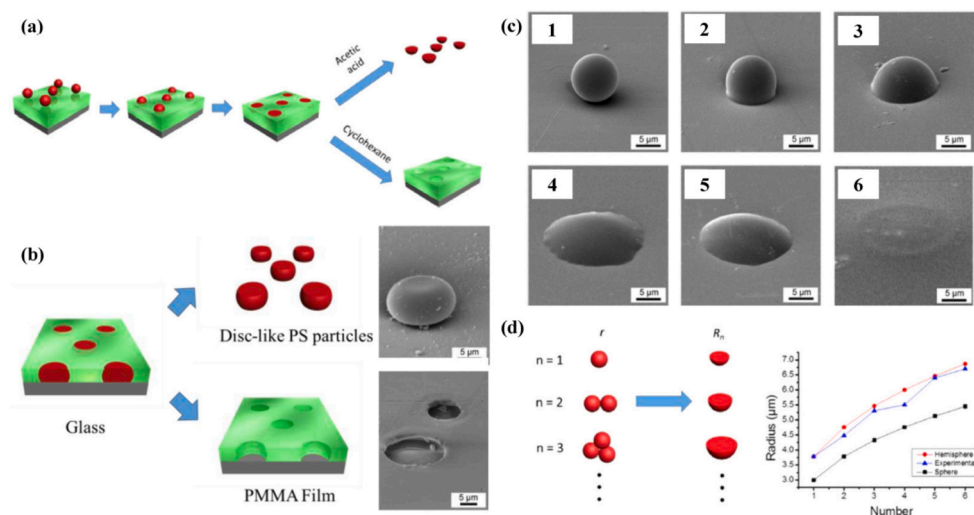 (a)
Acetic
acid
Cyclohexane
(b)
Disc-like PS particles
Glass
PMMA Film
5 µm
5 µm
(c)
1
5 µm
2
5 µm
3
5 µm
4
5 µm
5
5 µm
6
5 µm
(d)
r
Rn
n = 1
n = 2
n = 3
Radius (µm)
7.0
6.5
6.0
5.5
5.0
4.5
4.0
3.5
3.0
1 2 3 4 5 6
Number
Hemisphere
Experimenta
Sphere